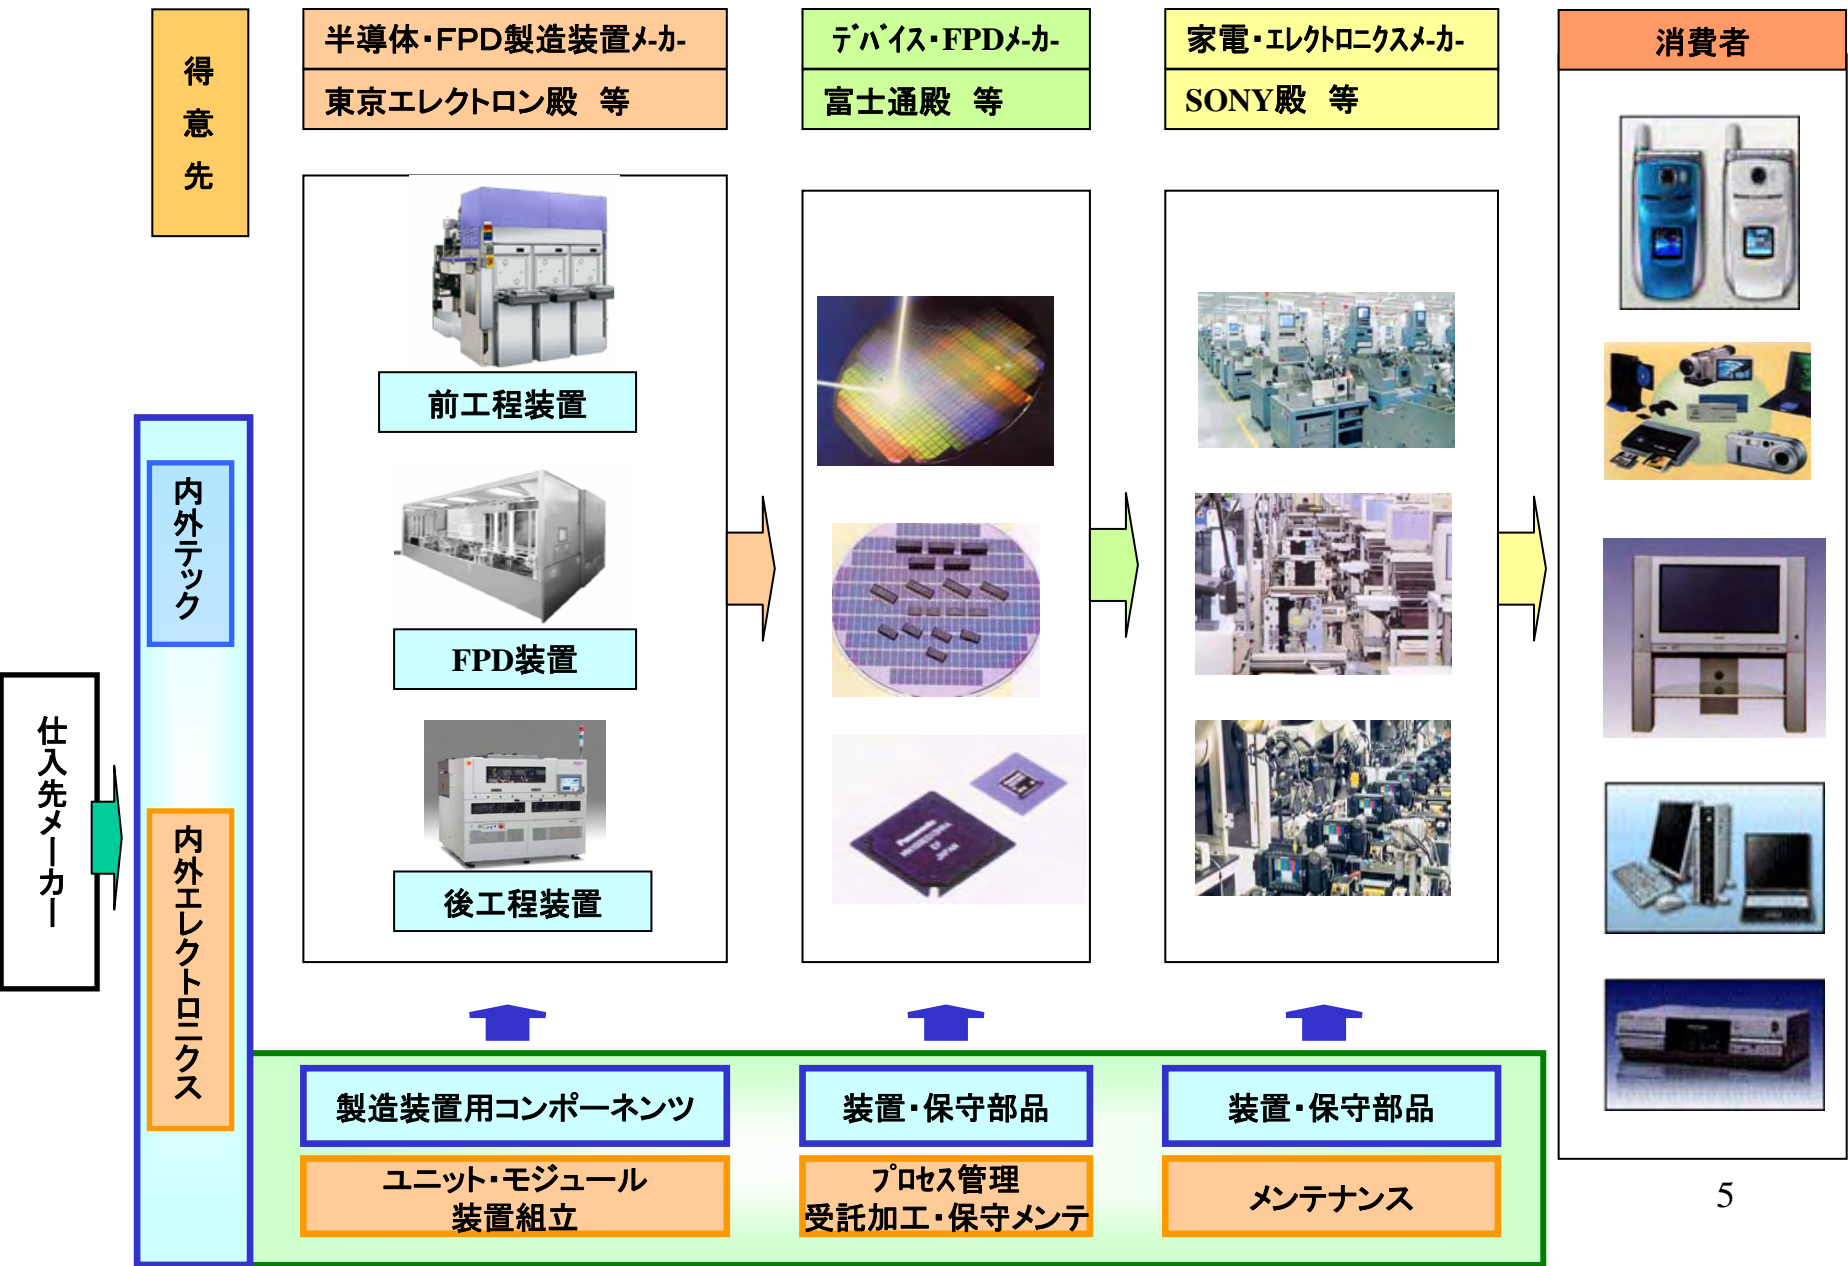 得意先
半導体・FPD製造装置ﾒｰｶｰ
東京エレクトロン殿 等
ﾃﾞﾊﾞｲｽ・FPDﾒｰｶｰ
富士通殿 等
家電・ｴﾚｸﾄﾛﾆｸｽﾒｰｶｰ
SONY殿 等
消費者
前工程装置
FPD装置
後工程装置
内外テック
内外エレクトロニクス
仕入先メーカー
Panasonic
JAPAN
製造装置用コンポーネンツ
装置・保守部品
装置・保守部品
ユニット・モジュール
装置組立
ﾌﾟﾛｾｽ管理
受託加工・保守メンテ
メンテナンス
5